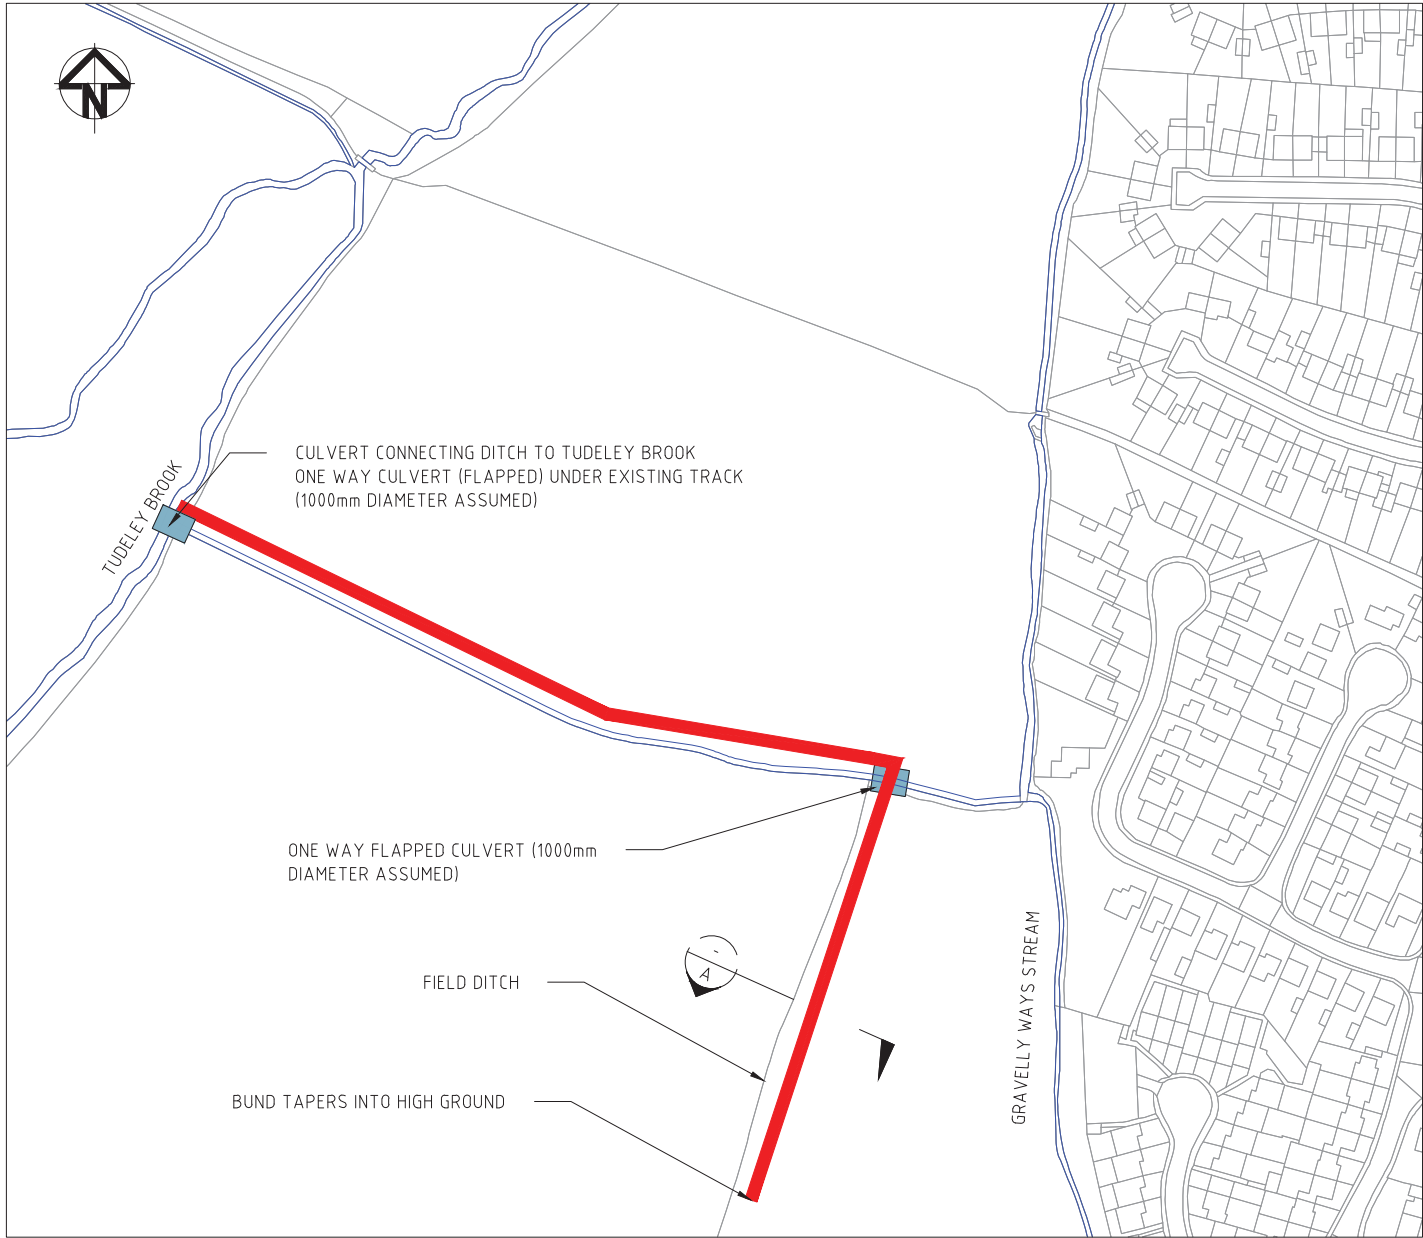 N
CULVERT CONNECTING DITCH TO TUDELEY BROOK
ONE WAY CULVERT (FLAPPED) UNDER EXISTING TRACK
(1000mm DIAMETER ASSUMED)
TUDELEY BROOK
ONE WAY FLAPPED CULVERT (1000mm
DIAMETER ASSUMED)
-
A
FIELD DITCH
GRAVELLY WAYS STREAM
BUND TAPERS INTO HIGH GROUND